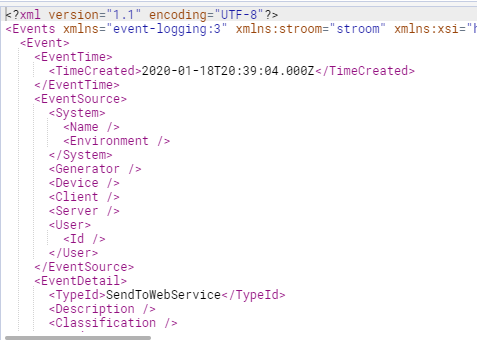 <?xml version="1.1" encoding="UTF-8"?>
<Events xmlns="event-logging:3" xmlns:stroom="stroom" xmlns:xsi="h
<Event>
<EventTime>
<TimeCreated>2020-01-18T20:39:04.000Z</TimeCreated>
</EventTime>
<EventSource>
<System>
<Name />
<Environment />
</System>
<Generator />
<Device />
<Client />
<Server />
<User>
<Id />
</User>
</EventSource>
<EventDetail>
<TypeId>SendToWebService</TypeId>
<Description />
<Classification />